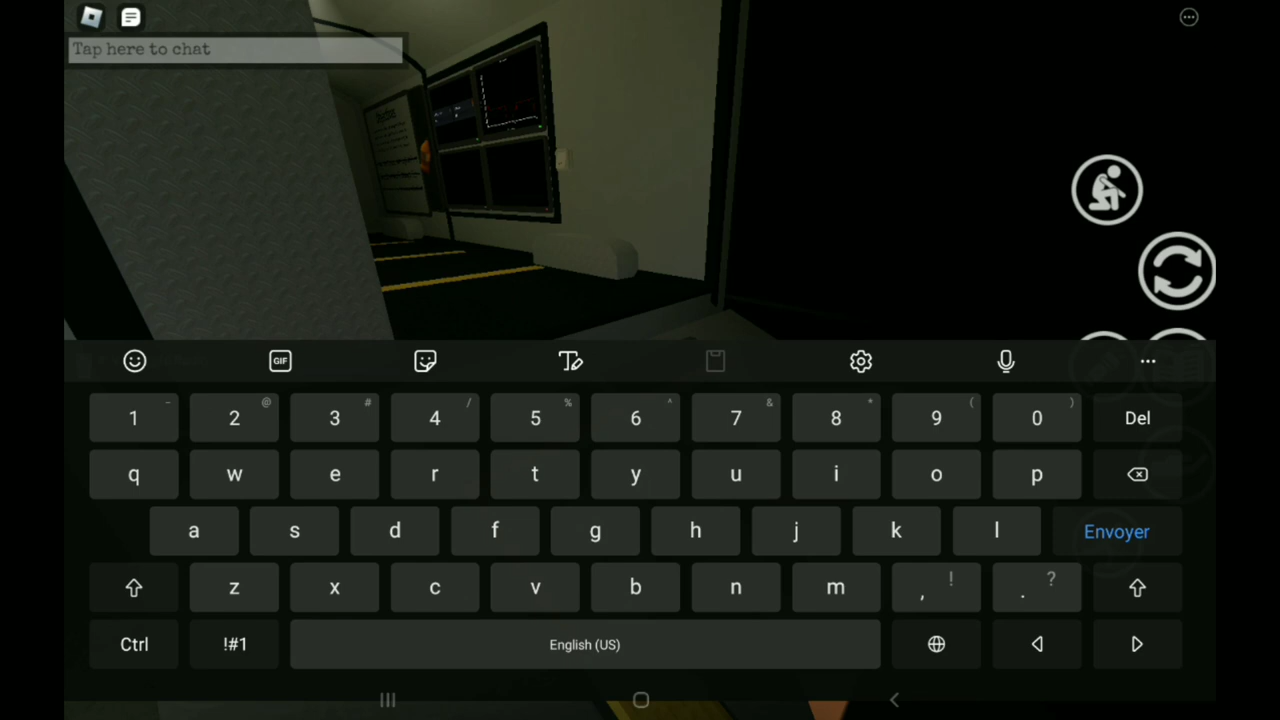 Tap here to chat
GIF
1 - 2 @ 3 # 4 / 5 % 6 ^ 7 & 8 * 9 ( 0 ) Del
q w e r t y u i o p
a s d f g h j k l Envoyer
z x c v b n m , ! . ?
Ctrl !#1 English (US)